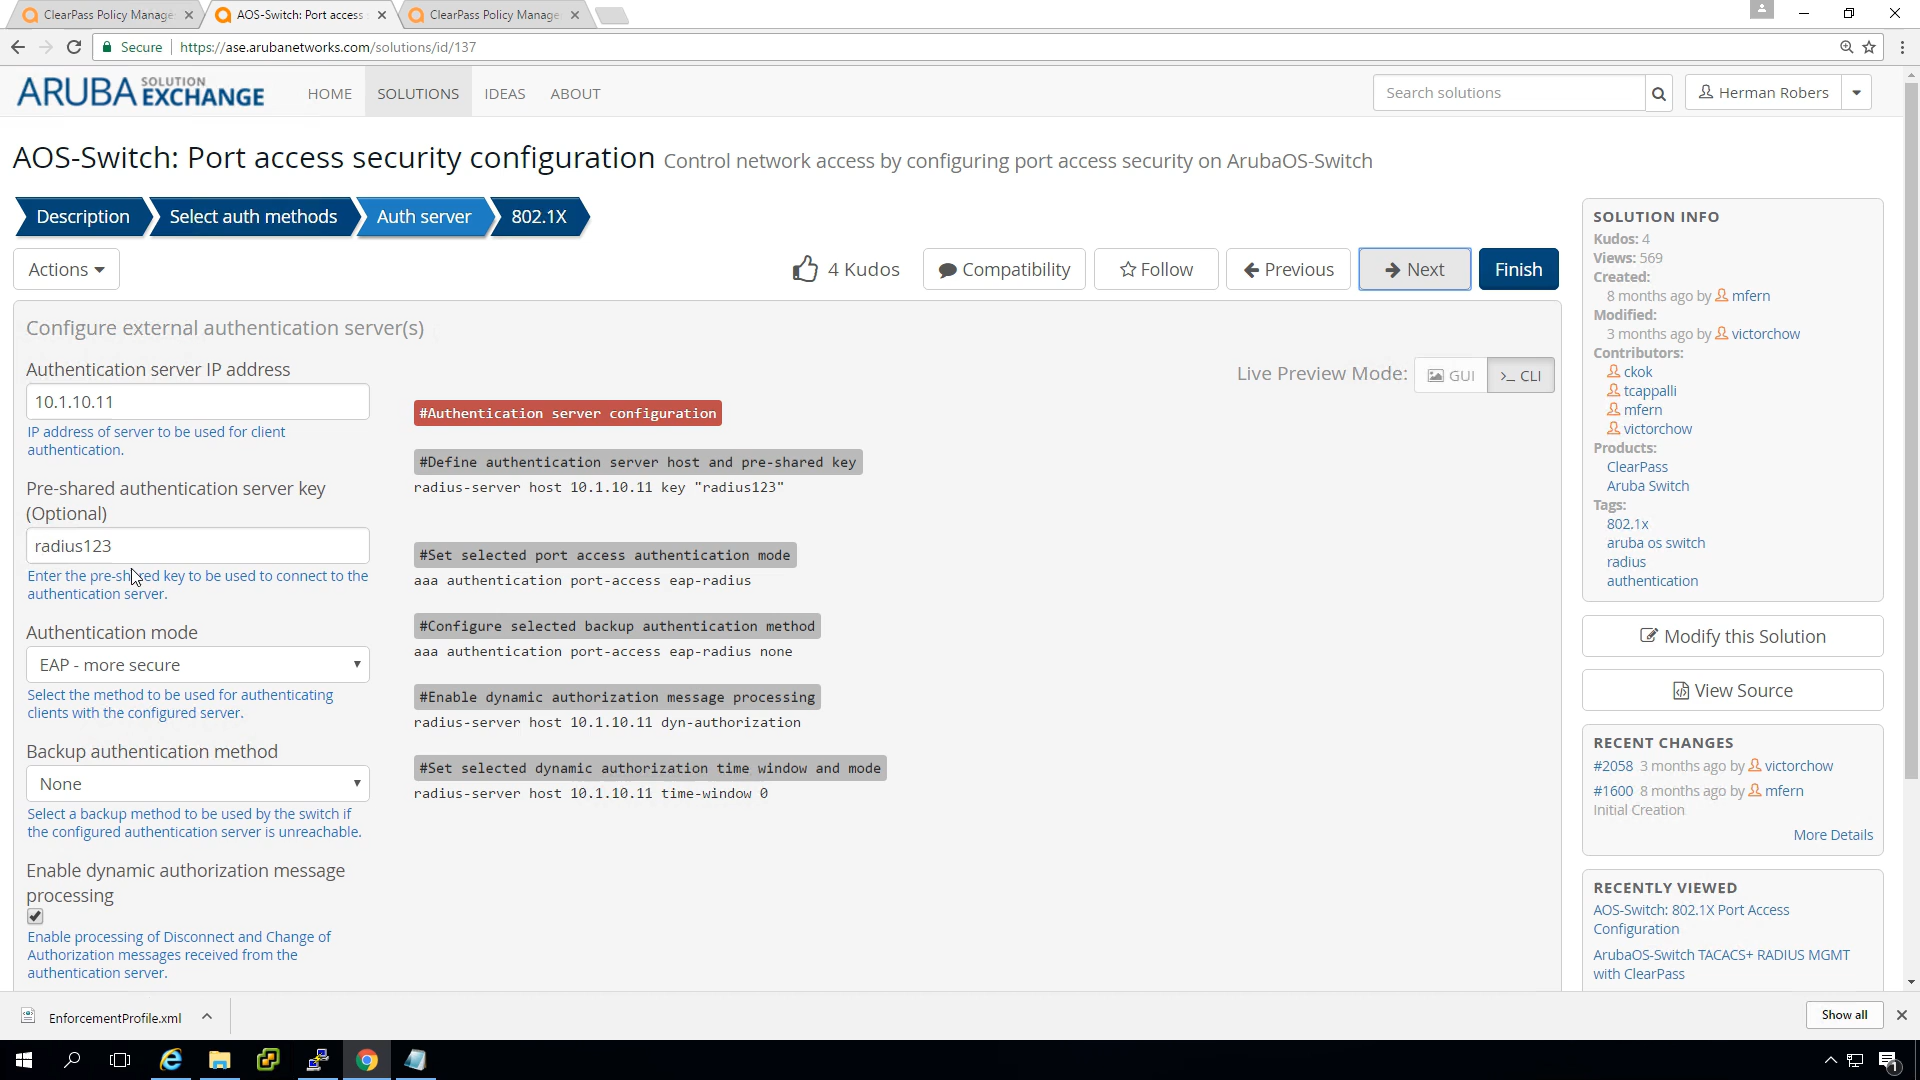 ClearPass Policy Manage
AOS-Switch: Port access
ClearPass Policy Manage
Secure
https://ase.arubanetworks.com/solutions/id/137
ARUBA SOLUTION EXCHANGE
HOME
SOLUTIONS
IDEAS
ABOUT
Search solutions
Herman Robers
AOS-Switch: Port access security configuration Control network access by configuring port access security on ArubaOS-Switch
Description
Select auth methods
Auth server
802.1X
Actions
4 Kudos
Compatibility
Follow
Previous
Next
Finish
Configure external authentication server(s)
Authentication server IP address
10.1.10.11
IP address of server to be used for client
authentication.
Pre-shared authentication server key
(Optional)
radius123
Enter the pre-shared key to be used to connect to the
authentication server.
Authentication mode
EAP - more secure
Select the method to be used for authenticating
clients with the configured server.
Backup authentication method
None
Select a backup method to be used by the switch if
the configured authentication server is unreachable.
Enable dynamic authorization message
processing
Enable processing of Disconnect and Change of
Authorization messages received from the
authentication server.
Live Preview Mode:
GUI
>_ CLI
#Authentication server configuration
#Define authentication server host and pre-shared key
radius-server host 10.1.10.11 key "radius123"
#Set selected port access authentication mode
aaa authentication port-access eap-radius
#Configure selected backup authentication method
aaa authentication port-access eap-radius none
#Enable dynamic authorization message processing
radius-server host 10.1.10.11 dyn-authorization
#Set selected dynamic authorization time window and mode
radius-server host 10.1.10.11 time-window 0
SOLUTION INFO
Kudos: 4
Views: 569
Created:
8 months ago by mfern
Modified:
3 months ago by victorchow
Contributors:
ckok
tcappalli
mfern
victorchow
Products:
ClearPass
Aruba Switch
Tags:
802.1x
aruba os switch
radius
authentication
Modify this Solution
View Source
RECENT CHANGES
#2058 3 months ago by victorchow
#1600 8 months ago by mfern
Initial Creation
More Details
RECENTLY VIEWED
AOS-Switch: 802.1X Port Access
Configuration
ArubaOS-Switch TACACS+ RADIUS MGMT
with ClearPass
EnforcementProfile.xml
Show all
1